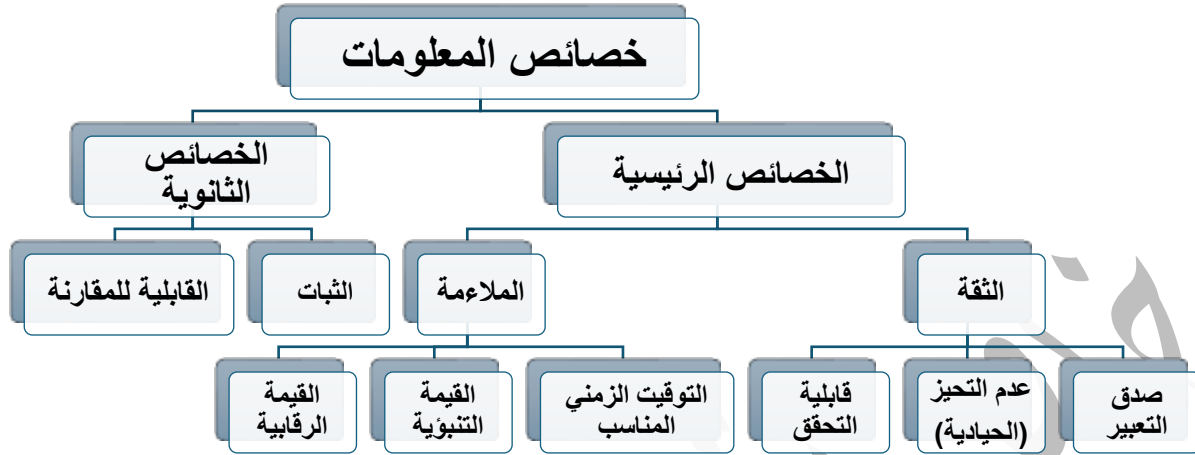 خصائص المعلومات
الخصائص الرئيسية
الخصائص
الثانوية
الثقة
الملاءمة
الثبات
القابلية للمقارنة
صدق
التعبير
عدم التحيز
(الحيادية)
قابلية
التحقق
التوقيت الزمني
المناسب
القيمة
التنبؤية
القيمة
الرقابية